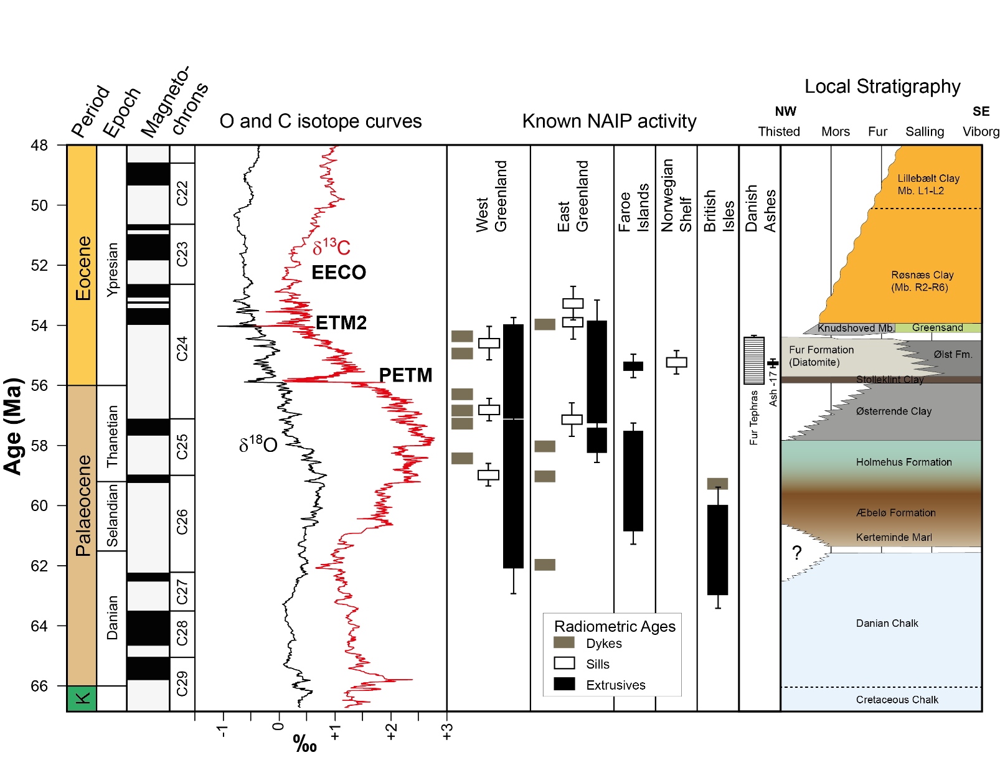 Local Stratigraphy
Period
Epoch
Magneto-
chrons
O and C isotope curves
Known NAIP activity
NW
SE
Thisted
Mors
Fur
Salling
Viborg
Age (Ma)
48
50
52
54
56
58
60
62
64
66
Eocene
Palaeocene
K
Ypresian
Thanetian
Selandian
Danian
C22
C23
C24
C25
C26
C27
C28
C29
δ13C
EECO
ETM2
PETM
δ18O
-1
0
+1
+2
+3
‰
West
Greenland
East
Greenland
Faroe
Islands
Norwegian
Shelf
British
Isles
Danish
Ashes
Fur Tephras
Ash -17
Radiometric Ages
Dykes
Sills
Extrusives
Lillebælt Clay
Mb. L1-L2
Røsnæs Clay
(Mb. R2-R6)
Knudshoved Mb.
Greensand
Fur Formation
(Diatomite)
Ølst Fm.
Stolleklint Clay
Østerrende Clay
Holmehus Formation
Æbelø Formation
Kerteminde Marl
?
Danian Chalk
Cretaceous Chalk